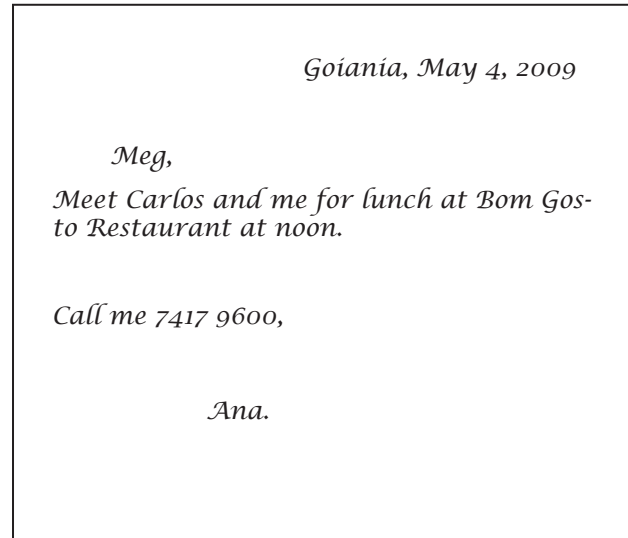 Goiania, May 4, 2009
Meg,
Meet Carlos and me for lunch at Bom Gos-
to Restaurant at noon.
Call me 7417 9600,
Ana.